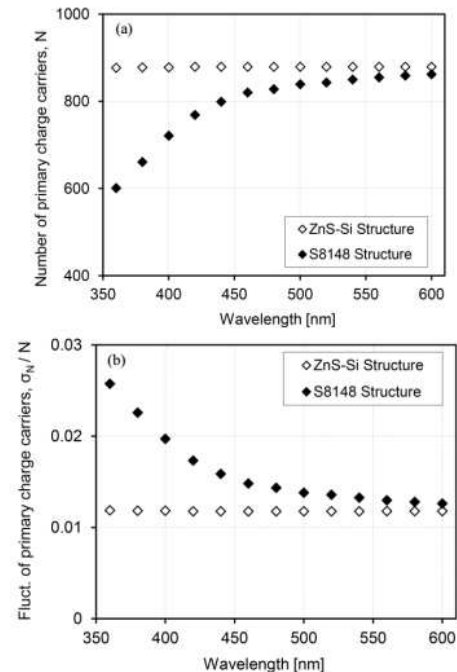 (a)
Number of primary charge carriers, N
1000
800
600
400
350 400 450 500 550 600
Wavelength [nm]
ZnS-Si Structure
S8148 Structure
(b)
Fluct. of primary charge carriers, σN / N
0.03
0.02
0.01
0
350 400 450 500 550 600
Wavelength [nm]
ZnS-Si Structure
S8148 Structure